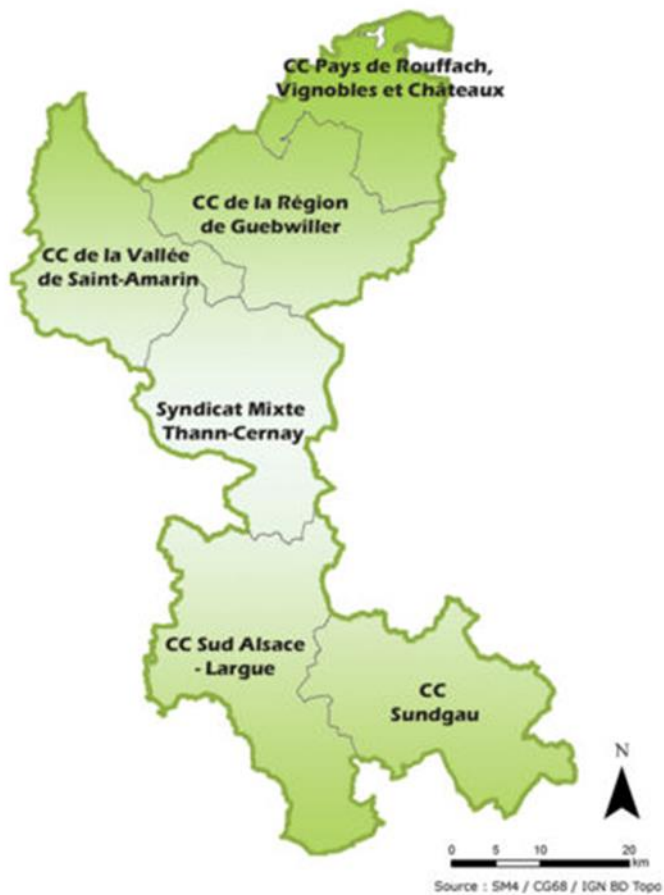 CC Pays de Rouffach,
Vignobles et Châteaux
CC de la Région
de Guebwiller
CC de la Vallée
de Saint-Amarin
Syndicat Mixte
Thann-Cernay
CC Sud Alsace
- Largue
CC
Sundgau
N
0 5 10 20
km
Source : SM4 / CG68 / IGN BD Topo